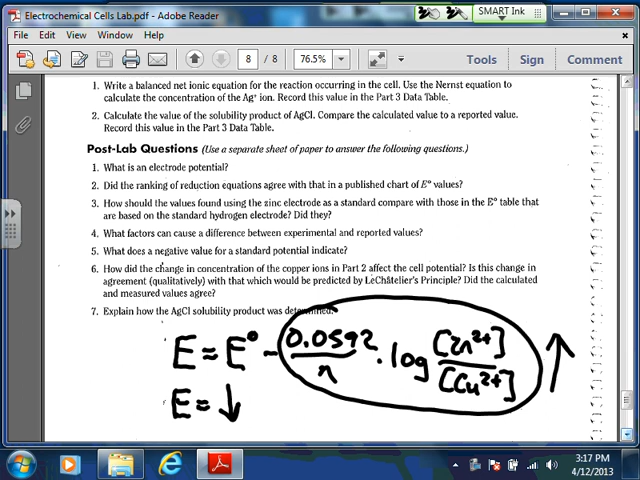 Electrochemical Cells Lab.pdf - Adobe Reader
SMART Ink
File Edit View Window Help
8 / 8 76.5% Tools Sign Comment
1. Write a balanced net ionic equation for the reaction occurring in the cell. Use the Nernst equation to
calculate the concentration of the Ag⁺ ion. Record this value in the Part 3 Data Table.
2. Calculate the value of the solubility product of AgCl. Compare the calculated value to a reported value.
Record this value in the Part 3 Data Table.
Post-Lab Questions (Use a separate sheet of paper to answer the following questions.)
1. What is an electrode potential?
2. Did the ranking of reduction equations agree with that in a published chart of E° values?
3. How should the values found using the zinc electrode as a standard compare with those in the E° table that
are based on the standard hydrogen electrode? Did they?
4. What factors can cause a difference between experimental and reported values?
5. What does a negative value for a standard potential indicate?
6. How did the change in concentration of the copper ions in Part 2 affect the cell potential? Is this change in
agreement (qualitatively) with that which would be predicted by LeChâtelier's Principle? Did the calculated
and measured values agree?
7. Explain how the AgCl solubility product was determined.
E = E° - 0.0592/n · log [Zn²⁺]/[Cu²⁺] ↑
E = ↓
3:17 PM
4/12/2013